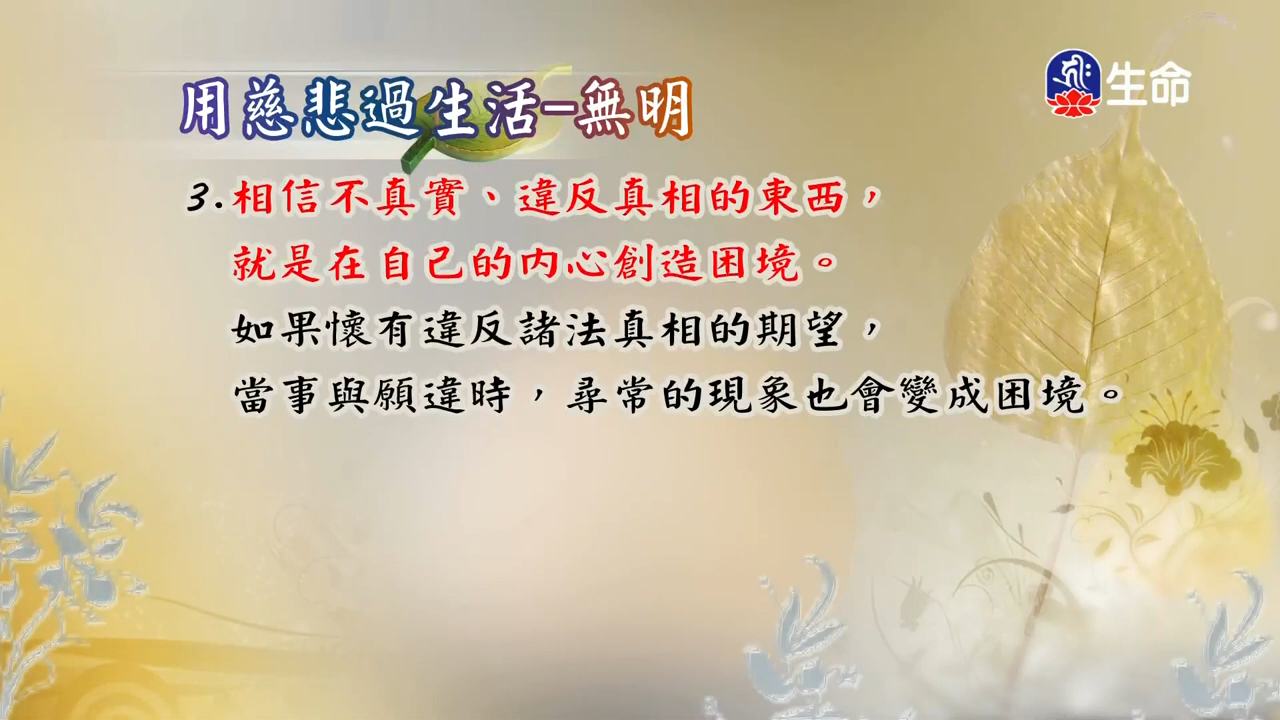 用慈悲過生活-無明
生命
3.相信不真實、違反真相的東西，
就是在自己的內心創造困境。
如果懷有違反諸法真相的期望，
當事與願違時，尋常的現象也會變成困境。